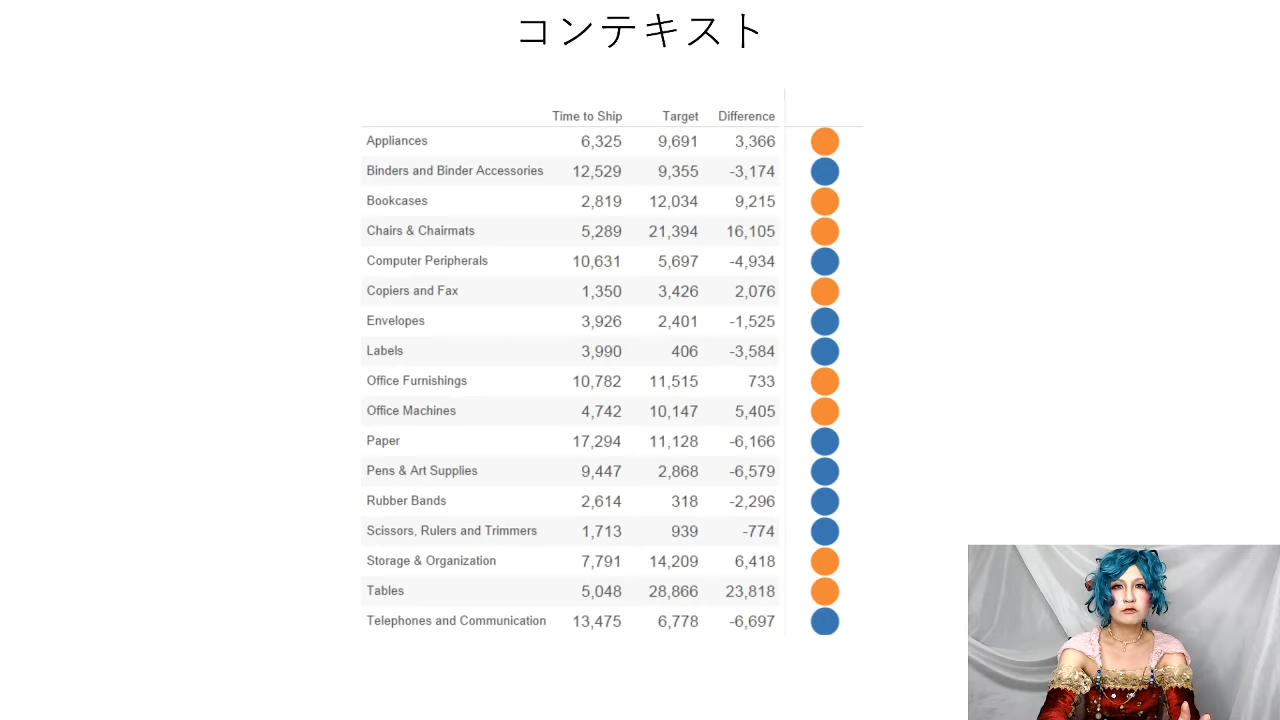 コンテキスト
Time to Ship Target Difference
Appliances 6,325 9,691 3,366
Binders and Binder Accessories 12,529 9,355 -3,174
Bookcases 2,819 12,034 9,215
Chairs & Chairmats 5,289 21,394 16,105
Computer Peripherals 10,631 5,697 -4,934
Copiers and Fax 1,350 3,426 2,076
Envelopes 3,926 2,401 -1,525
Labels 3,990 406 -3,584
Office Furnishings 10,782 11,515 733
Office Machines 4,742 10,147 5,405
Paper 17,294 11,128 -6,166
Pens & Art Supplies 9,447 2,868 -6,579
Rubber Bands 2,614 318 -2,296
Scissors, Rulers and Trimmers 1,713 939 -774
Storage & Organization 7,791 14,209 6,418
Tables 5,048 28,866 23,818
Telephones and Communication 13,475 6,778 -6,697